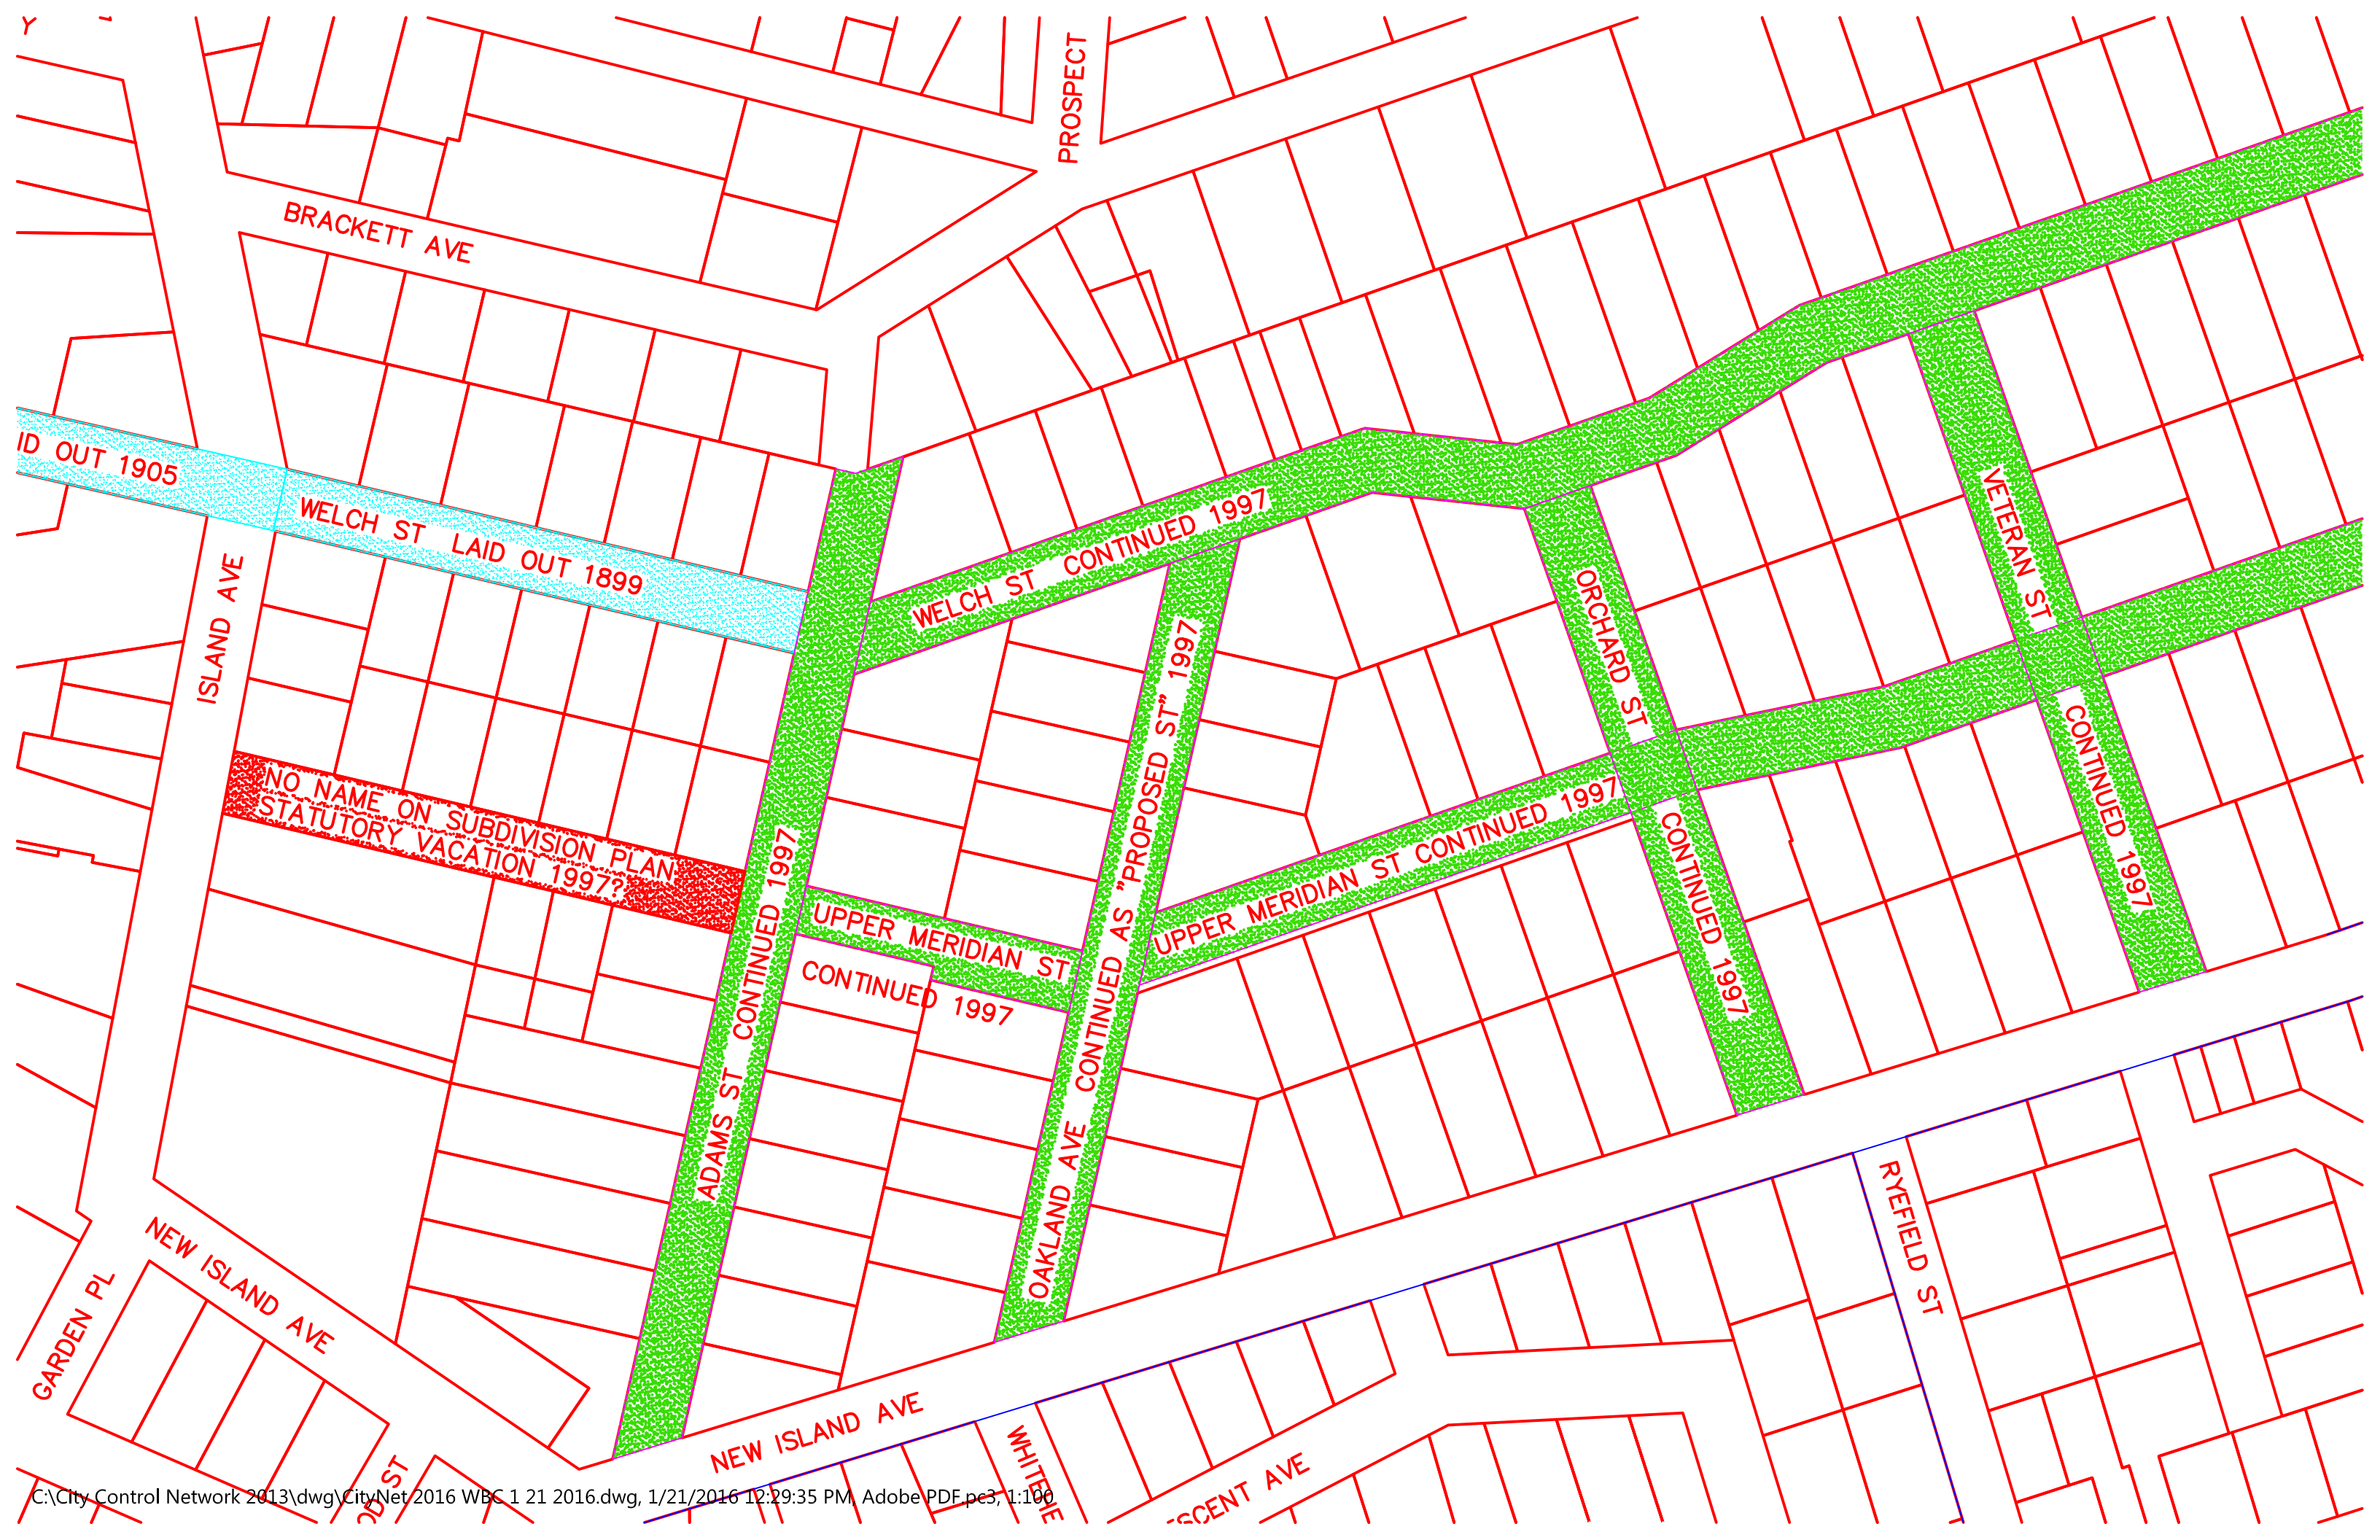 Y
PROSPECT
BRACKETT AVE
ID OUT 1905
WELCH ST LAID OUT 1899
WELCH ST CONTINUED 1997
ISLAND AVE
VETERAN ST
CONTINUED 1997
ORCHARD ST
CONTINUED 1997
NO NAME ON SUBDIVISION PLAN
STATUTORY VACATION 1997?
ADAMS ST CONTINUED 1997
OAKLAND AVE CONTINUED AS "PROPOSED ST" 1997
UPPER MERIDIAN ST
CONTINUED 1997
UPPER MERIDIAN ST CONTINUED 1997
NEW ISLAND AVE
GARDEN PL
RYEFIELD ST
NEW ISLAND AVE
WHITEHE
OD ST
SCENT AVE
C:\City Control Network 2013\dwg\CityNet 2016 WBC 1 21 2016.dwg, 1/21/2016 12:29:35 PM, Adobe PDF.pc3, 1:100